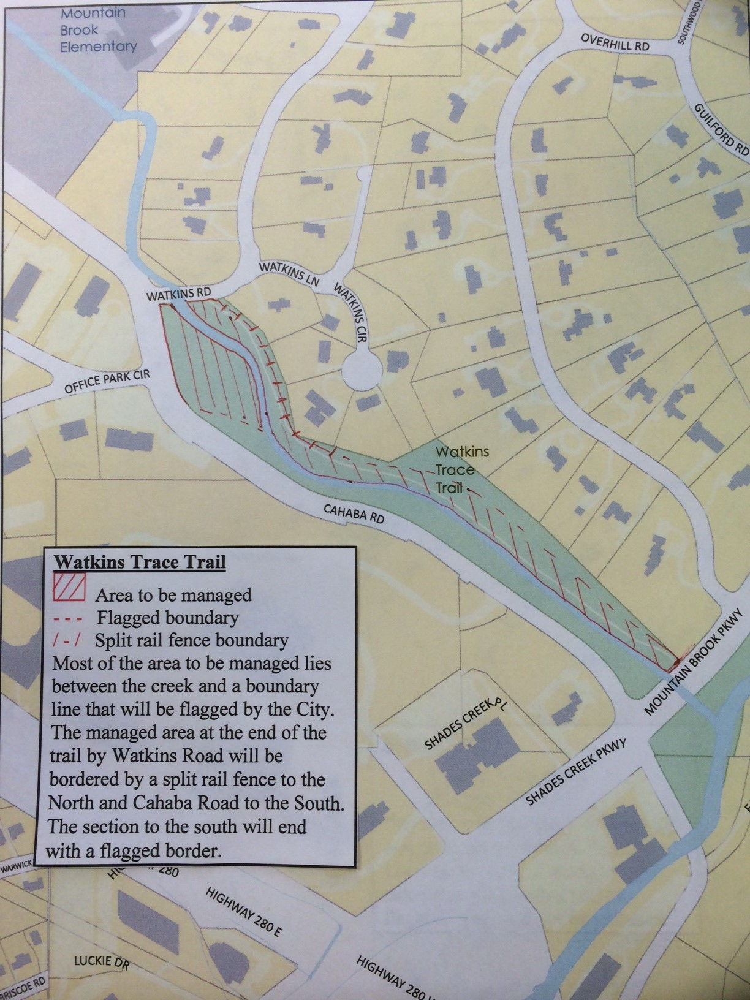 Mountain
Brook
Elementary
OVERHILL RD
SOUTHWOOD
GUILFORD RD
WATKINS LN
WATKINS RD
WATKINS CIR
OFFICE PARK CIR
Watkins
Trace
Trail
CAHABA RD
Watkins Trace Trail
Area to be managed
--- Flagged boundary
/-/ Split rail fence boundary
Most of the area to be managed lies
between the creek and a boundary
line that will be flagged by the City.
The managed area at the end of the
trail by Watkins Road will be
bordered by a split rail fence to the
North and Cahaba Road to the South.
The section to the south will end
with a flagged border.
MOUNTAIN BROOK PKWY
SHADES CREEK PL
SHADES CREEK PKWY
WARWICK
280
HIGHWAY 280 E
HIGHWAY 280
LUCKIE DR
BRISCOE RD